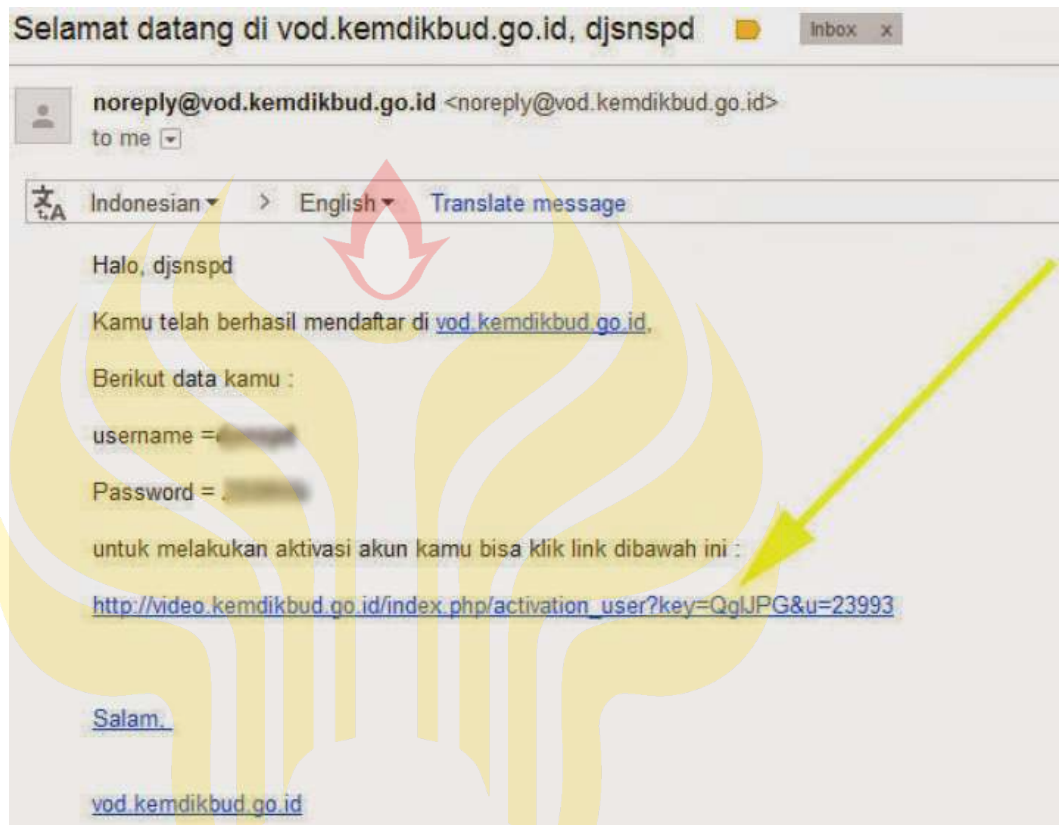 Selamat datang di vod.kemdikbud.go.id, djsnspd Inbox x
noreply@vod.kemdikbud.go.id <noreply@vod.kemdikbud.go.id>
to me
Indonesian > English Translate message
Halo, djsnspd
Kamu telah berhasil mendaftar di vod.kemdikbud.go.id,
Berikut data kamu :
username =
Password =
untuk melakukan aktivasi akun kamu bisa klik link dibawah ini :
http://video.kemdikbud.go.id/index.php/activation_user?key=QglJPG&u=23993
Salam,
vod.kemdikbud.go.id